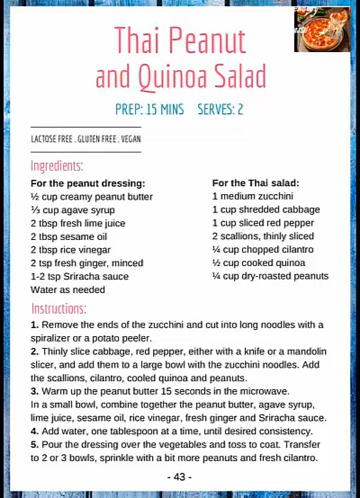 Thai Peanut
and Quinoa Salad
PREP: 15 MINS SERVES: 2
LACTOSE FREE . GLUTEN FREE . VEGAN
Ingredients:
For the peanut dressing:
½ cup creamy peanut butter
⅓ cup agave syrup
2 tbsp fresh lime juice
2 tbsp sesame oil
2 tbsp rice vinegar
2 tsp fresh ginger, minced
1-2 tsp Sriracha sauce
Water as needed
For the Thai salad:
1 medium zucchini
1 cup shredded cabbage
1 cup sliced red pepper
2 scallions, thinly sliced
¼ cup chopped cilantro
½ cup cooked quinoa
¼ cup dry-roasted peanuts
Instructions:
1. Remove the ends of the zucchini and cut into long noodles with a
spiralizer or a potato peeler.
2. Thinly slice cabbage, red pepper, either with a knife or a mandolin
slicer, and add them to a large bowl with the zucchini noodles. Add
the scallions, cilantro, cooled quinoa and peanuts.
3. Warm up the peanut butter 15 seconds in the microwave.
In a small bowl, combine together the peanut butter, agave syrup,
lime juice, sesame oil, rice vinegar, fresh ginger and Sriracha sauce.
4. Add water, one tablespoon at a time, until desired consistency.
5. Pour the dressing over the vegetables and toss to coat. Transfer
to 2 or 3 bowls, sprinkle with a bit more peanuts and fresh cilantro.
- 43 -